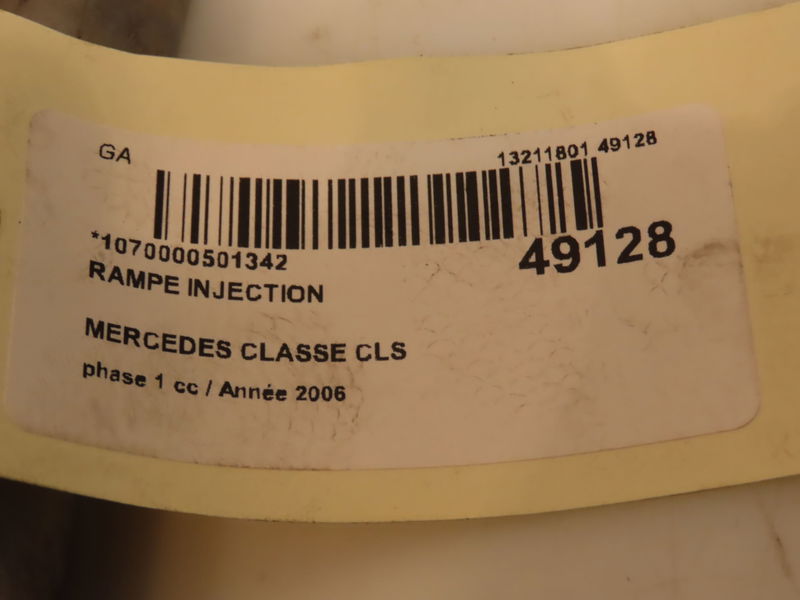 GA
13211801 49128
*1070000501342
49128
RAMPE INJECTION
MERCEDES CLASSE CLS
phase 1 cc / Année 2006